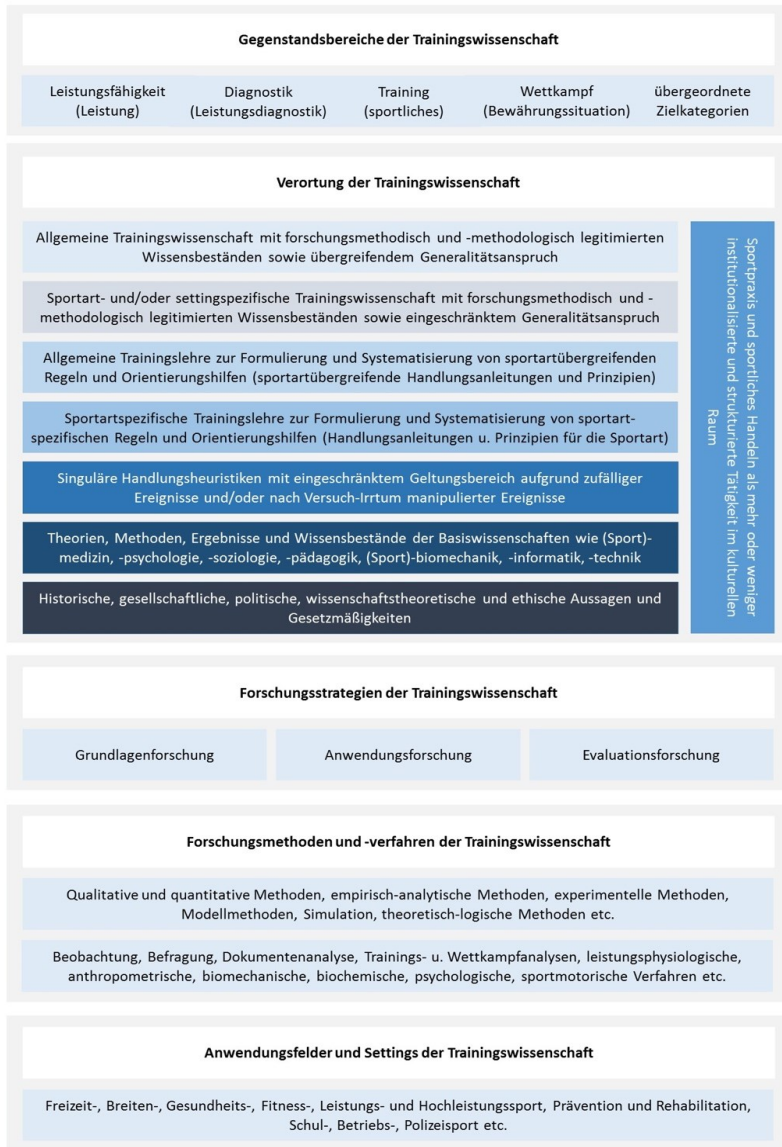 Gegenstandsbereiche der Trainingswissenschaft
Leistungsfähigkeit
(Leistung)
Diagnostik
(Leistungsdiagnostik)
Training
(sportliches)
Wettkampf
(Bewährungssituation)
übergeordnete
Zielkategorien
Verortung der Trainingswissenschaft
Allgemeine Trainingswissenschaft mit forschungsmethodisch und -methodologisch legitimierten
Wissensbeständen sowie übergreifendem Generalitätsanspruch
Sportart- und/oder settingspezifische Trainingswissenschaft mit forschungsmethodisch und -
methodologisch legitimierten Wissensbeständen sowie eingeschränktem Generalitätsanspruch
Allgemeine Trainingslehre zur Formulierung und Systematisierung von sportartübergreifenden
Regeln und Orientierungshilfen (sportartübergreifende Handlungsanleitungen und Prinzipien)
Sportartspezifische Trainingslehre zur Formulierung und Systematisierung von sportart-
spezifischen Regeln und Orientierungshilfen (Handlungsanleitungen u. Prinzipien für die Sportart)
Singuläre Handlungsheuristiken mit eingeschränktem Geltungsbereich aufgrund zufälliger
Ereignisse und/oder nach Versuch-Irrtum manipulierter Ereignisse
Theorien, Methoden, Ergebnisse und Wissensbestände der Basiswissenschaften wie (Sport)-
medizin, -psychologie, -soziologie, -pädagogik, (Sport)-biomechanik, -informatik, -technik
Historische, gesellschaftliche, politische, wissenschaftstheoretische und ethische Aussagen und
Gesetzmäßigkeiten
Sportpraxis und sportliches Handeln als mehr oder weniger
institutionalisierte und strukturierte Tätigkeit im kulturellen
Raum
Forschungsstrategien der Trainingswissenschaft
Grundlagenforschung
Anwendungsforschung
Evaluationsforschung
Forschungsmethoden und -verfahren der Trainingswissenschaft
Qualitative und quantitative Methoden, empirisch-analytische Methoden, experimentelle Methoden,
Modellmethoden, Simulation, theoretisch-logische Methoden etc.
Beobachtung, Befragung, Dokumentenanalyse, Trainings- u. Wettkampfanalysen, leistungsphysiologische,
anthropometrische, biomechanische, biochemische, psychologische, sportmotorische Verfahren etc.
Anwendungsfelder und Settings der Trainingswissenschaft
Freizeit-, Breiten-, Gesundheits-, Fitness-, Leistungs- und Hochleistungssport, Prävention und Rehabilitation,
Schul-, Betriebs-, Polizeisport etc.